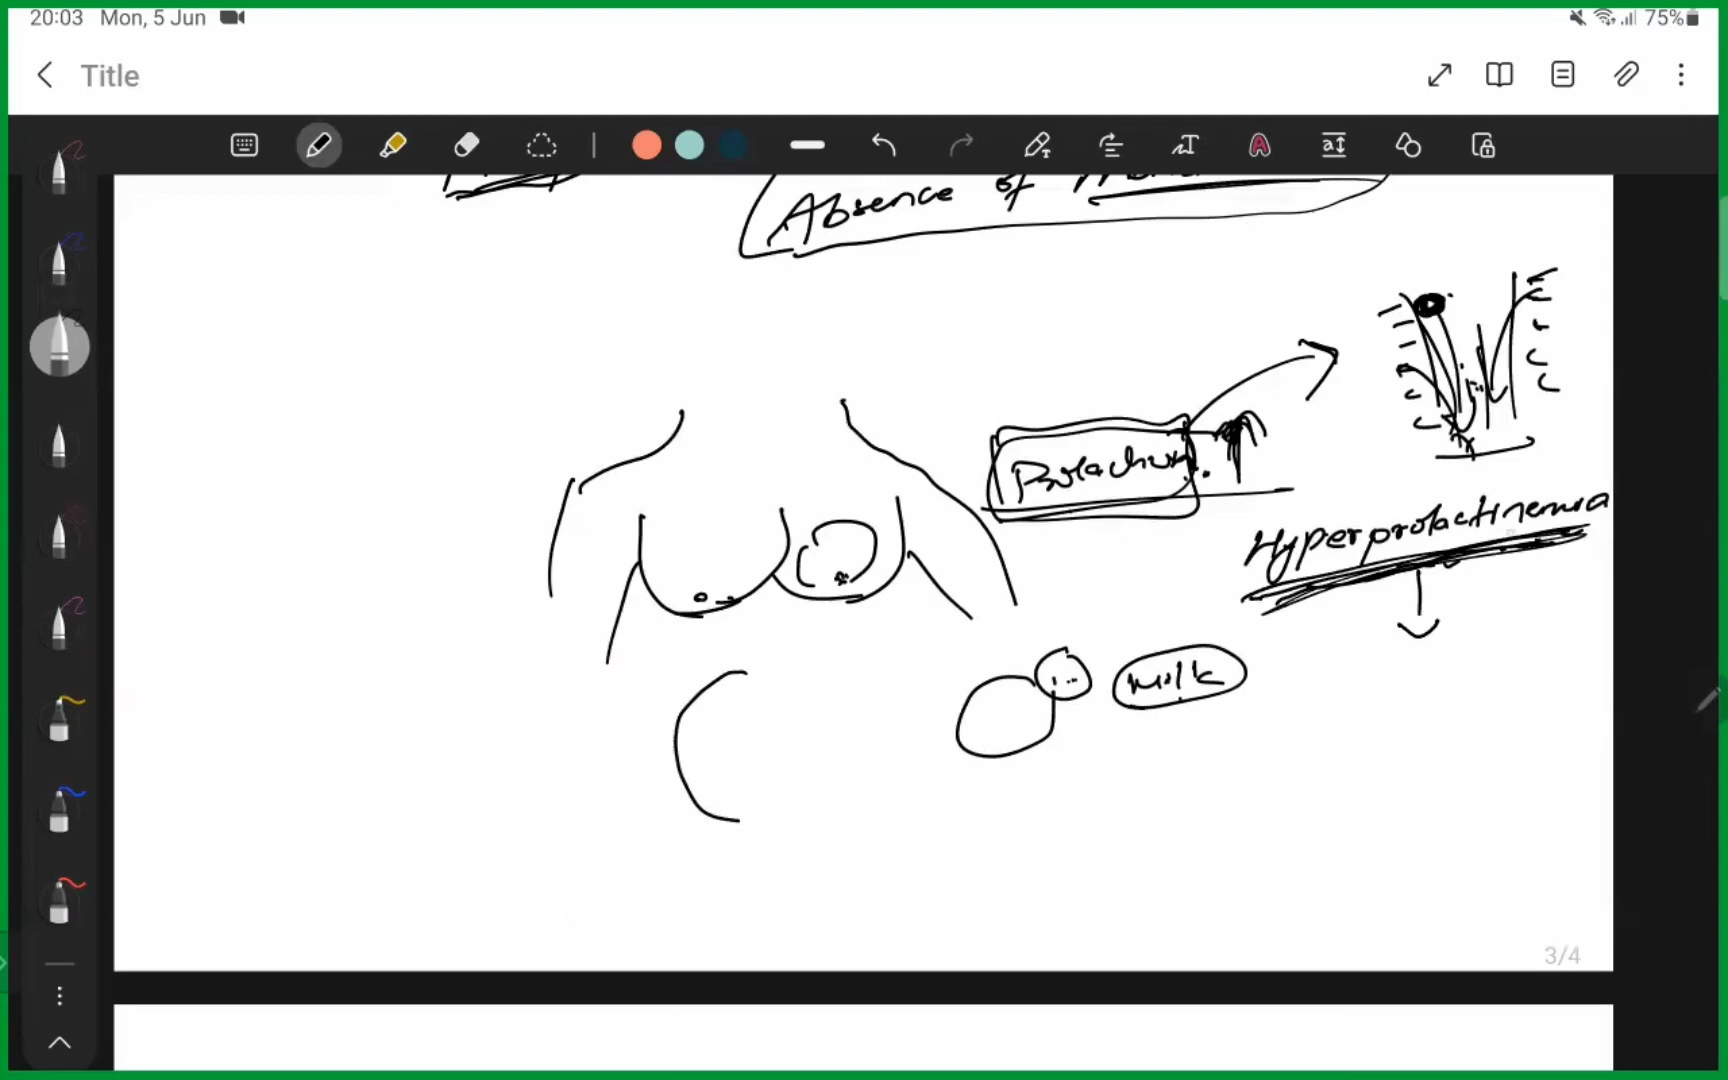 20:03 Mon, 5 Jun
75%
Title
Absence of
Prolactin.
Hyperprolactinemia
Milk
3/4